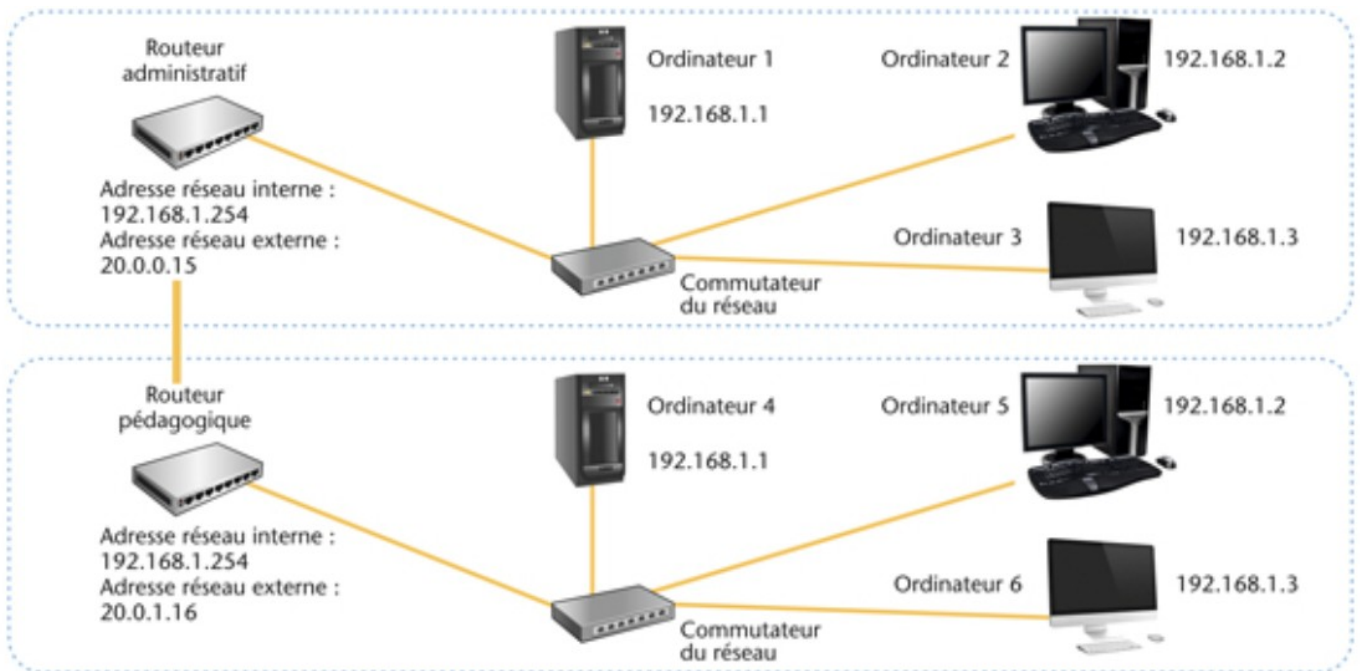 Routeur
administratif
Adresse réseau interne :
192.168.1.254
Adresse réseau externe :
20.0.0.15
Ordinateur 1
192.168.1.1
Ordinateur 2
192.168.1.2
Ordinateur 3
192.168.1.3
Commutateur
du réseau
Routeur
pédagogique
Adresse réseau interne :
192.168.1.254
Adresse réseau externe :
20.0.1.16
Ordinateur 4
192.168.1.1
Ordinateur 5
192.168.1.2
Ordinateur 6
192.168.1.3
Commutateur
du réseau